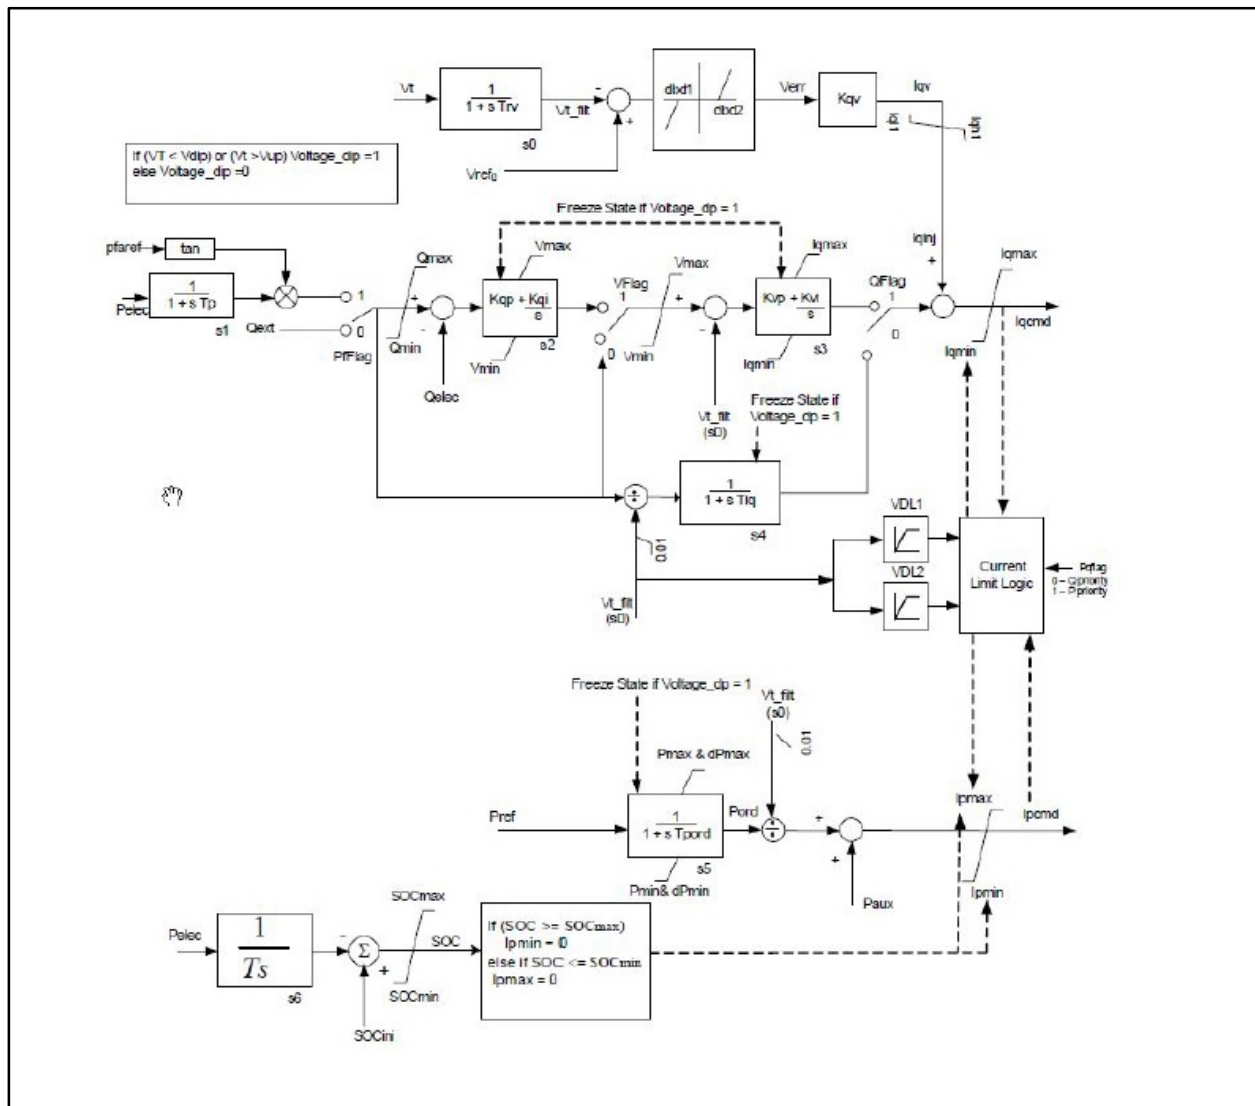 Vt
1
1 + s Trv
s0
Vt_filt
-
+
Vref0
dbd1
dbd2
Verr
Kqv
Iqv
Iql1
Iqh1
If (VT < Vdip) or (Vt >Vup) Voltage_dip =1
else Voltage_dip =0
Freeze State if Voltage_dp = 1
pfaref
tan
Pelec
1
1 + s Tp
s1
Qext
1
0
PfFlag
Qmax
Qmin
+
-
Qelec
Vmax
Kqp + Kqi
s
s2
Vmin
VFlag
1
0
Vmax
Vmin
+
-
Vt_filt
(s0)
Iqmax
Kvp + Kvi
s
s3
Iqmin
QFlag
1
0
Iqinj
+
Iqmax
Iqmin
Iqcmd
Freeze State if
Voltage_dp = 1
÷
1
1 + s Tiq
s4
0.01
Vt_filt
(s0)
VDL1
VDL2
Current
Limit Logic
Pqflag
0 – Q priority
1 – P priority
Freeze State if Voltage_dp = 1
Vt_filt
(s0)
0.01
Pmax & dPmax
Pref
1
1 + s Tpord
s5
Pmin& dPmin
Pord
÷
+
+
Paux
Ipmax
Ipcmd
Ipmin
Pelec
1
Ts
s6
-
Σ
+
SOCini
SOCmax
SOCmin
SOC
If (SOC >= SOCmax)
Ipmin = 0
else if SOC <= SOCmin
Ipmax = 0